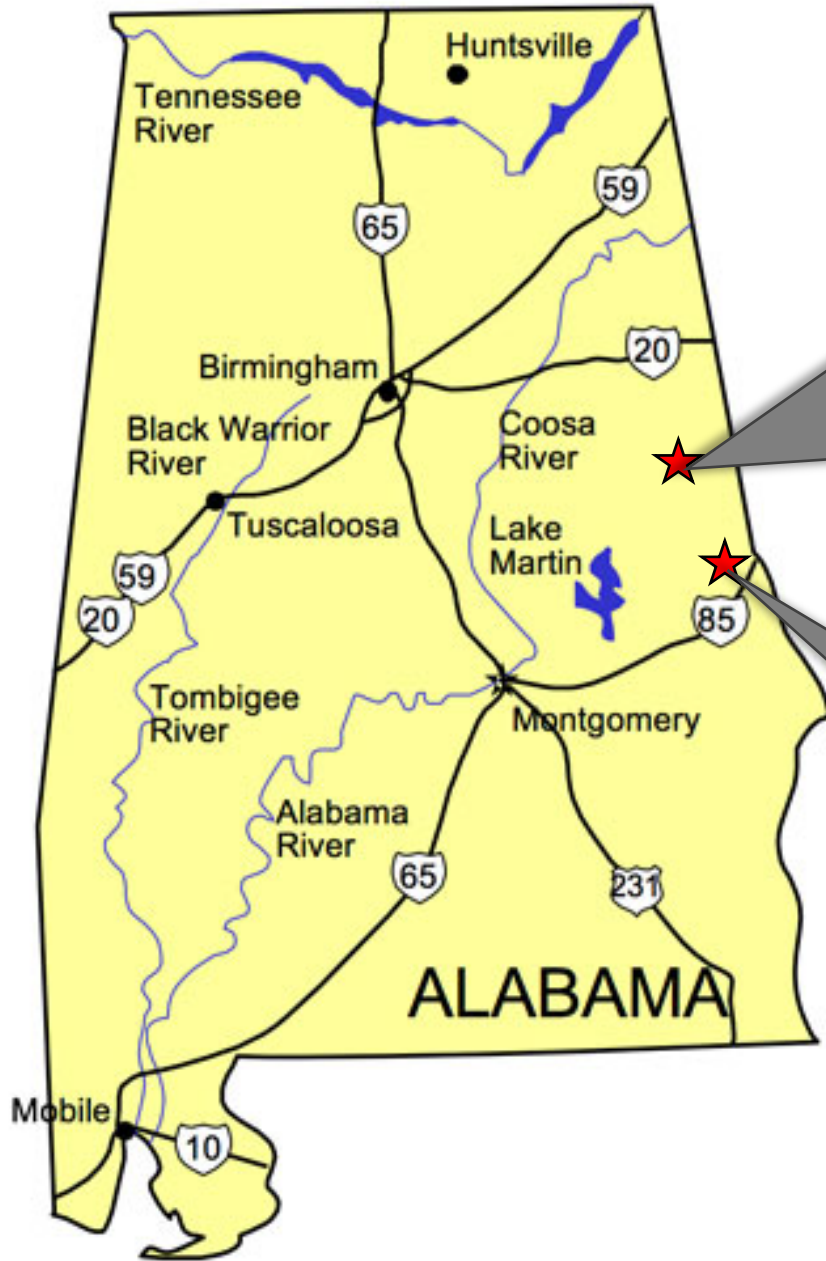 Huntsville
Tennessee
River
59
65
20
Birmingham
Black Warrior
River
Coosa
River
Tuscaloosa
Lake
Martin
59
20
85
Tombigee
River
Montgomery
Alabama
River
65
231
ALABAMA
Mobile
10